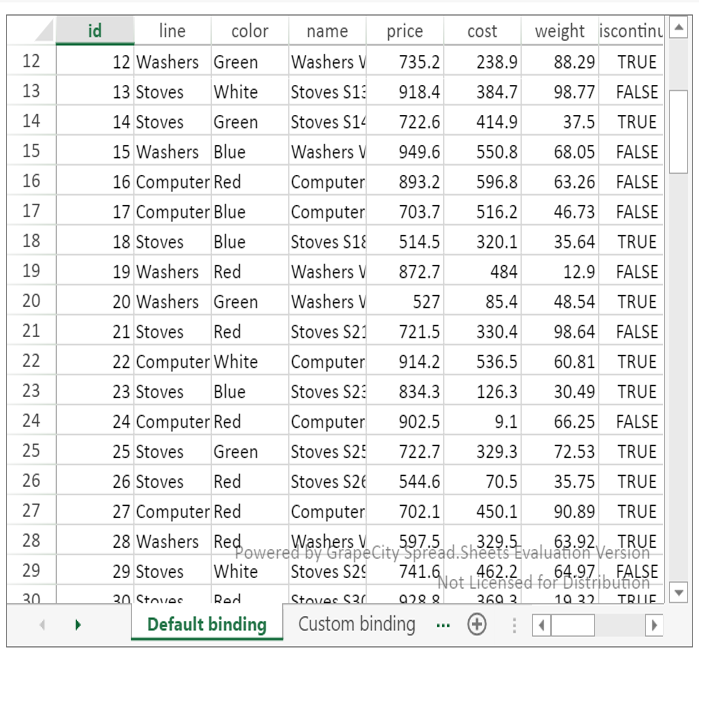 id line color name price cost weight iscontinu
12 12 Washers Green Washers W 735.2 238.9 88.29 TRUE
13 13 Stoves White Stoves S13 918.4 384.7 98.77 FALSE
14 14 Stoves Green Stoves S14 722.6 414.9 37.5 TRUE
15 15 Washers Blue Washers W 949.6 550.8 68.05 FALSE
16 16 Computer Red Computer 893.2 596.8 63.26 FALSE
17 17 Computer Blue Computer 703.7 516.2 46.73 FALSE
18 18 Stoves Blue Stoves S18 514.5 320.1 35.64 TRUE
19 19 Washers Red Washers W 872.7 484 12.9 FALSE
20 20 Washers Green Washers W 527 85.4 48.54 TRUE
21 21 Stoves Red Stoves S21 721.5 330.4 98.64 FALSE
22 22 Computer White Computer 914.2 536.5 60.81 TRUE
23 23 Stoves Blue Stoves S23 834.3 126.3 30.49 TRUE
24 24 Computer Red Computer 902.5 9.1 66.25 FALSE
25 25 Stoves Green Stoves S25 722.7 329.3 72.53 TRUE
26 26 Stoves Red Stoves S26 544.6 70.5 35.75 TRUE
27 27 Computer Red Computer 702.1 450.1 90.89 TRUE
28 28 Washers Red Washers W 597.5 329.5 63.92 TRUE
Powered by GrapeCity Spread.Sheets Evaluation Version
29 29 Stoves White Stoves S29 741.6 462.2 64.97 FALSE
Not Licensed for Distribution
30 30 Stoves Red Stoves S30 928.8 369.3 19.32 TRUE
Default binding Custom binding ...